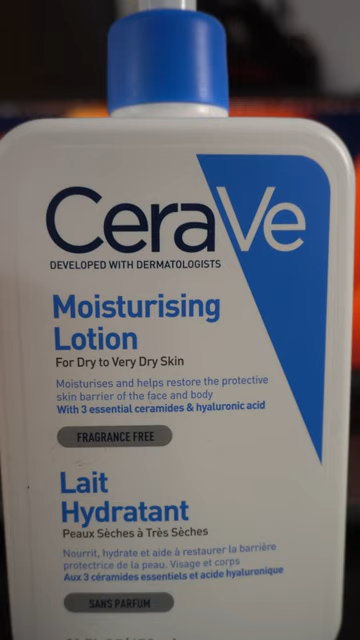 CeraVe
DEVELOPED WITH DERMATOLOGISTS
Moisturising
Lotion
For Dry to Very Dry Skin
Moisturises and helps restore the protective
skin barrier of the face and body
With 3 essential ceramides & hyaluronic acid
FRAGRANCE FREE
Lait
Hydratant
Peaux Sèches à Très Sèches
Nourrit, hydrate et aide à restaurer la barrière
protectrice de la peau. Visage et corps
Aux 3 céramides essentiels et acide hyaluronique
SANS PARFUM